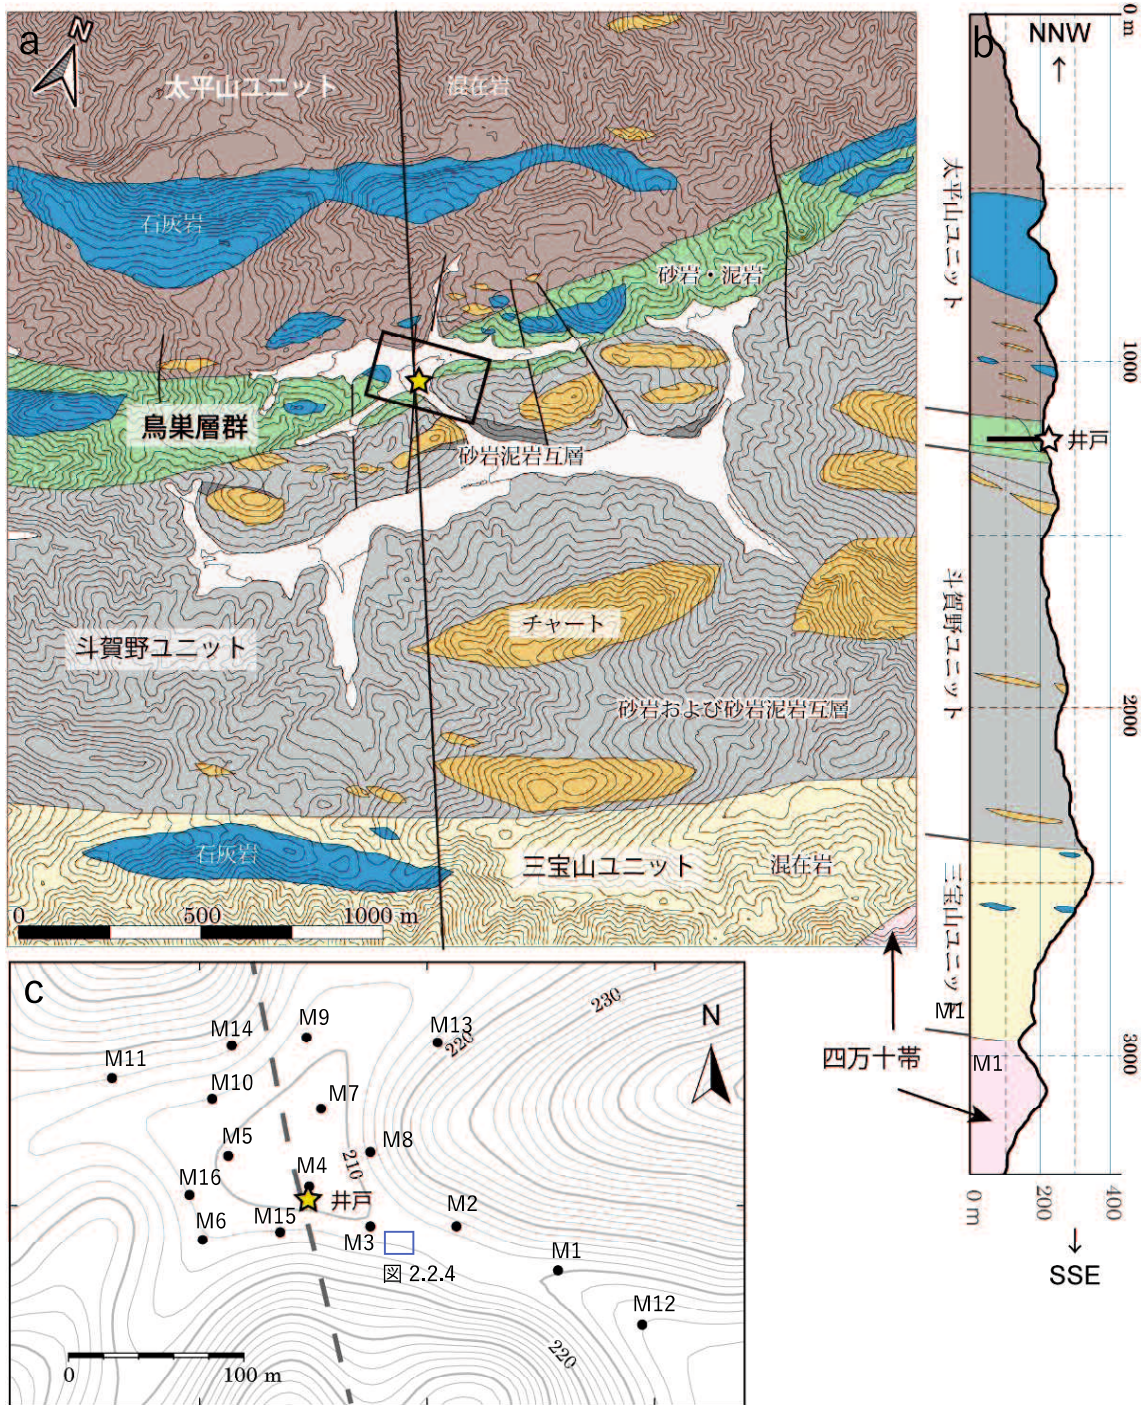 a
N
太平山ユニット
混在岩
石灰岩
砂岩・泥岩
鳥巣層群
砂岩泥岩互層
チャート
斗賀野ユニット
砂岩および砂岩泥岩互層
石灰岩
三宝山ユニット
混在岩
0 500 1000 m
四万十帯
b
NNW
0 m
太平山ユニット
1000
井戸
斗賀野ユニット
2000
三宝山ユニット
M1
M1
3000
0 m
200
400
SSE
c
N
230
220
M9
M13
M14
M11
M10
M7
M5
M8
210
M4
M16
井戸
M2
M6
M15
M3
M1
図 2.2.4
M12
220
0 100 m